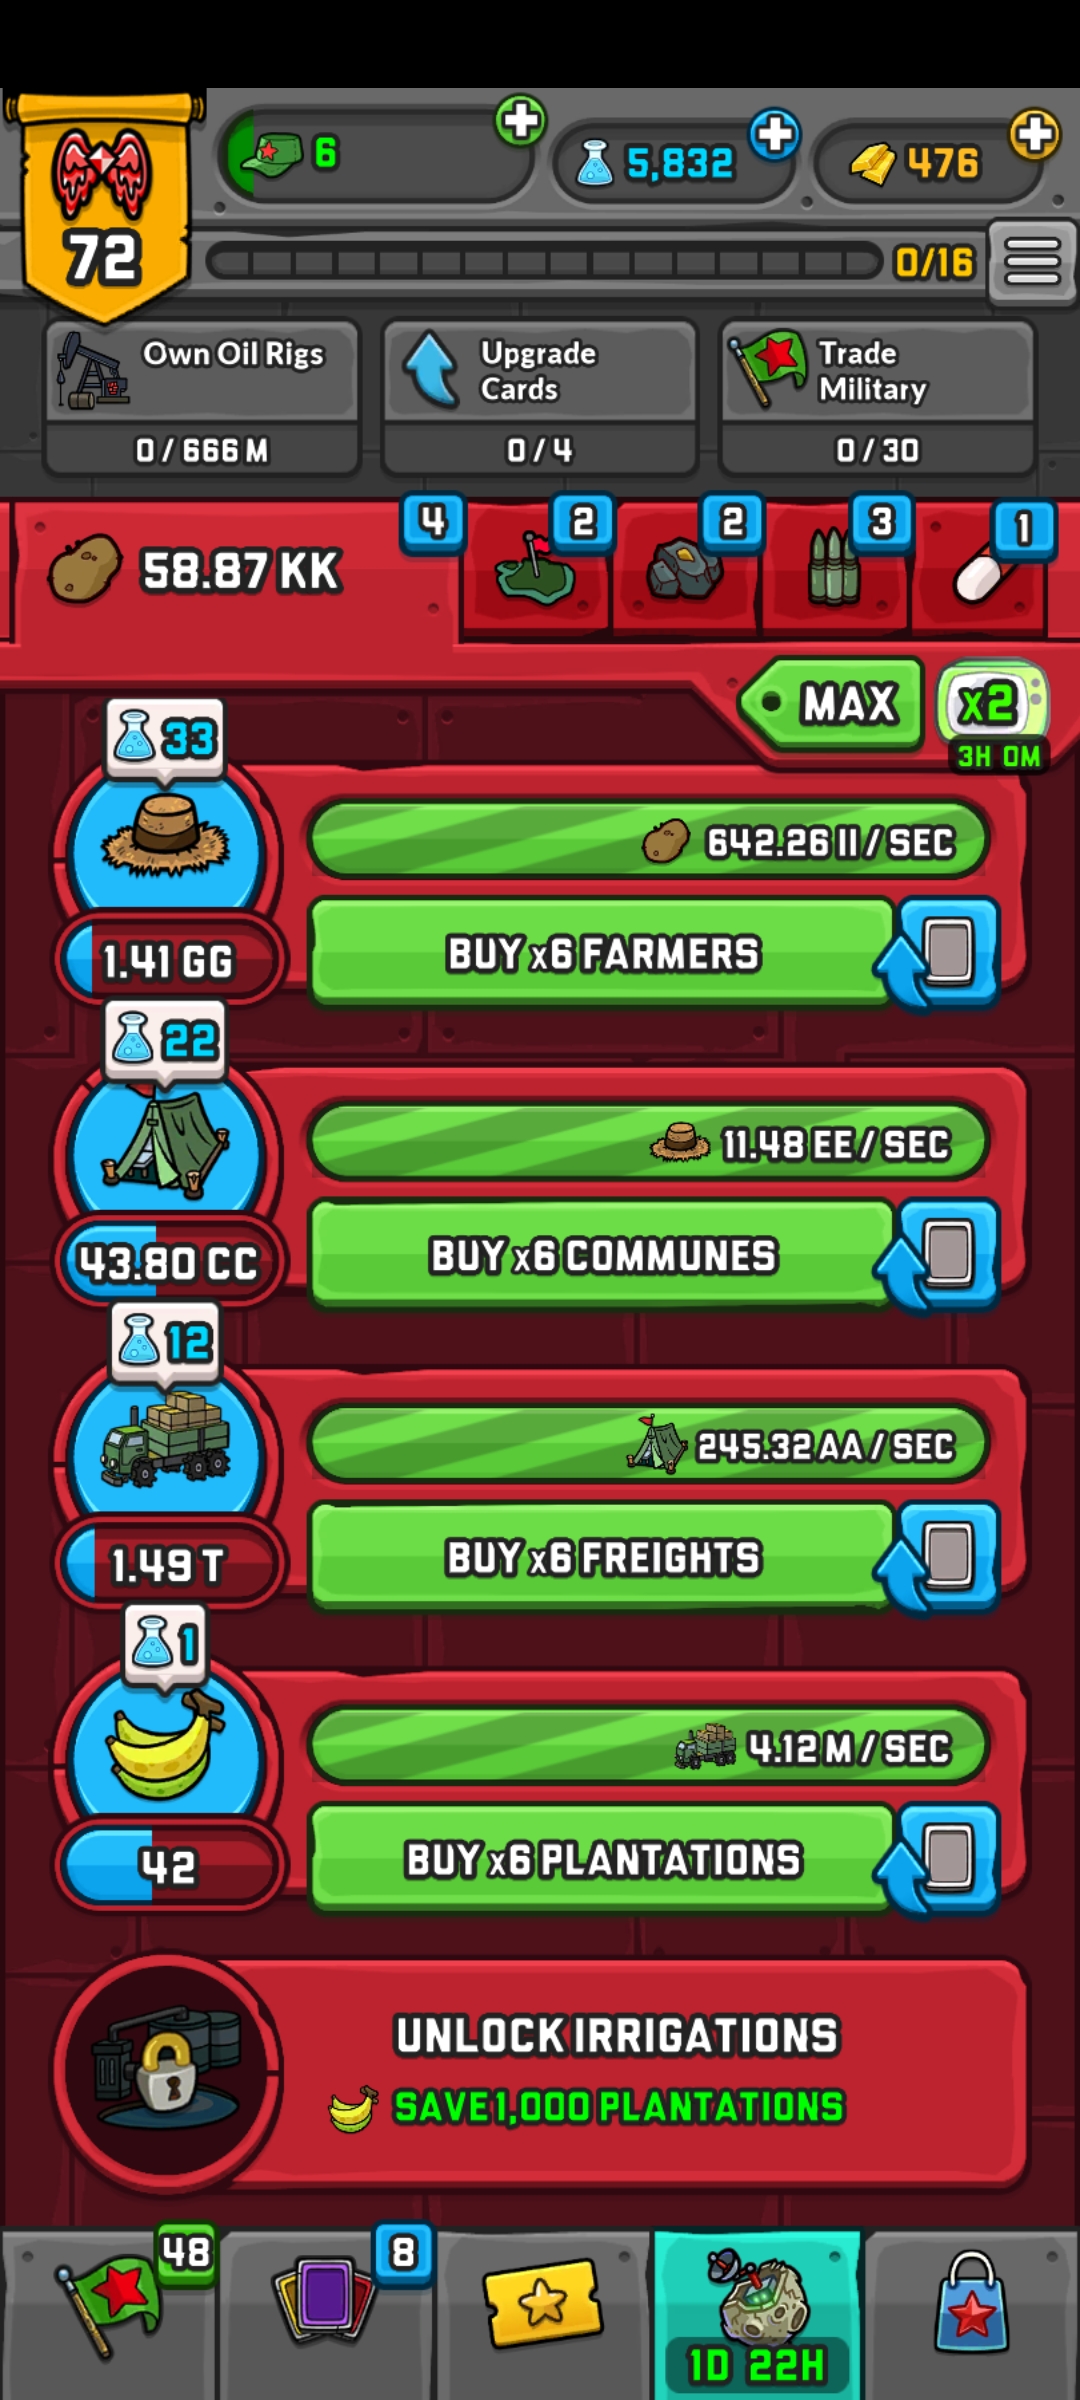 72
6
5,832
476
0/16
Own Oil Rigs
0 / 666 M
Upgrade
Cards
0 / 4
Trade
Military
0 / 30
58.87 KK
4
2
2
3
1
MAX
x2
3H 0M
33
642.26 II / SEC
1.41 GG
BUY x6 FARMERS
22
11.48 EE / SEC
43.80 CC
BUY x6 COMMUNES
12
245.32 AA / SEC
1.49 T
BUY x6 FREIGHTS
1
4.12 M / SEC
42
BUY x6 PLANTATIONS
UNLOCK IRRIGATIONS
SAVE 1,000 PLANTATIONS
48
8
1D 22H